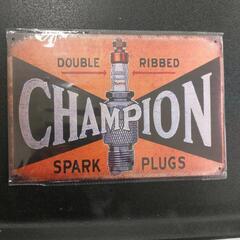 DOUBLE RIBBED
CHAMPION
SPARK PLUGS